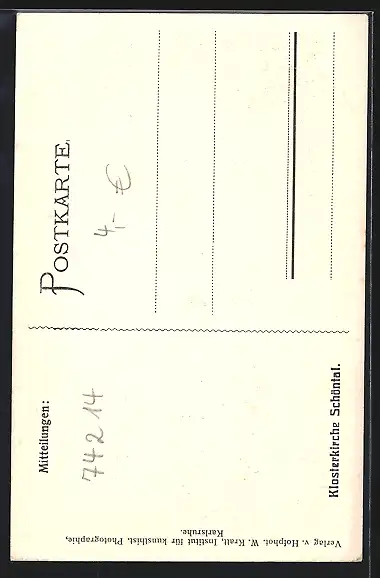 POSTKARTE.
4,- €
Mitteilungen:
74214
Klosterkirche Schöntal.
Verlag v. Hofphot. W. Kratt, Institut für kunsthist. Photographie,
Karlsruhe.